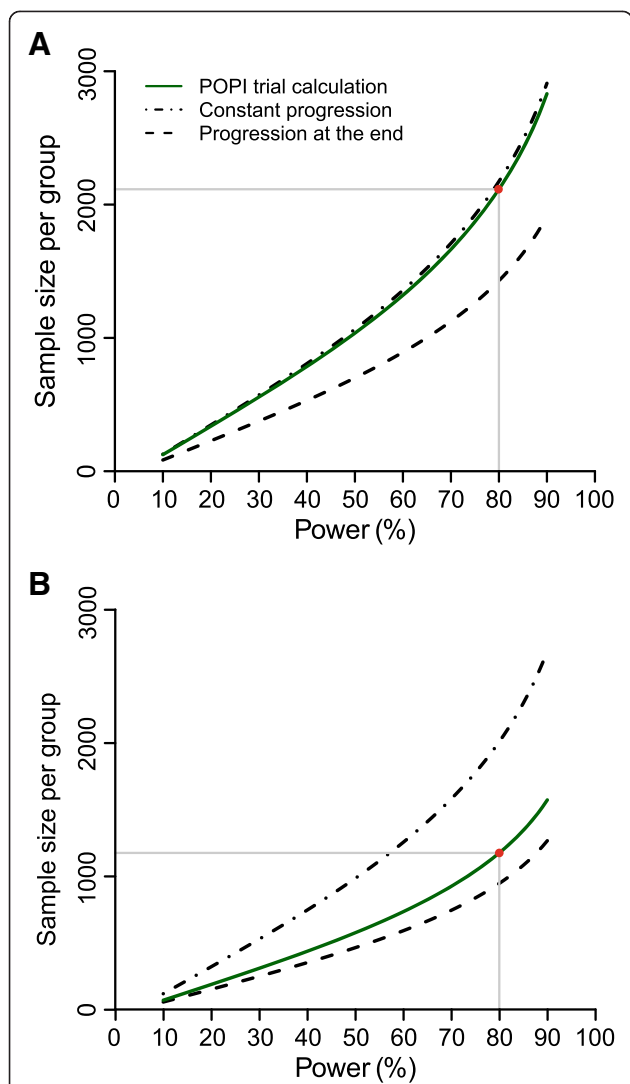 A
3000
2000
1000
0
Sample size per group
POPI trial calculation
Constant progression
Progression at the end
0 10 20 30 40 50 60 70 80 90 100
Power (%)
B
3000
2000
1000
0
Sample size per group
0 10 20 30 40 50 60 70 80 90 100
Power (%)